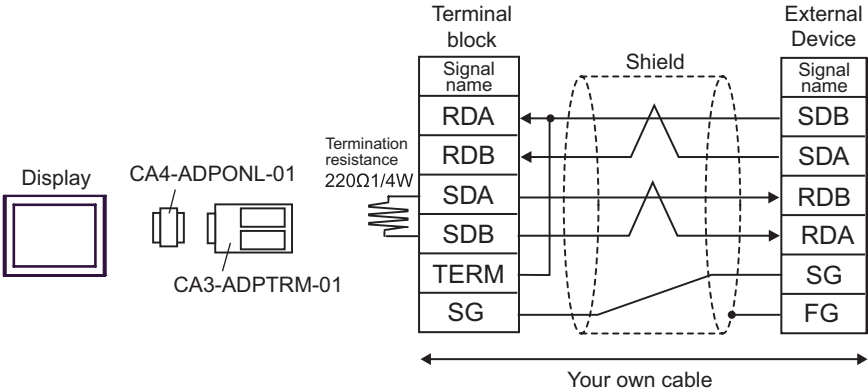 Display
CA4-ADPONL-01
CA3-ADPTRM-01
Termination
resistance
220Ω1/4W
Terminal
block
Signal
name
RDA
RDB
SDA
SDB
TERM
SG
Shield
External
Device
Signal
name
SDB
SDA
RDB
RDA
SG
FG
Your own cable